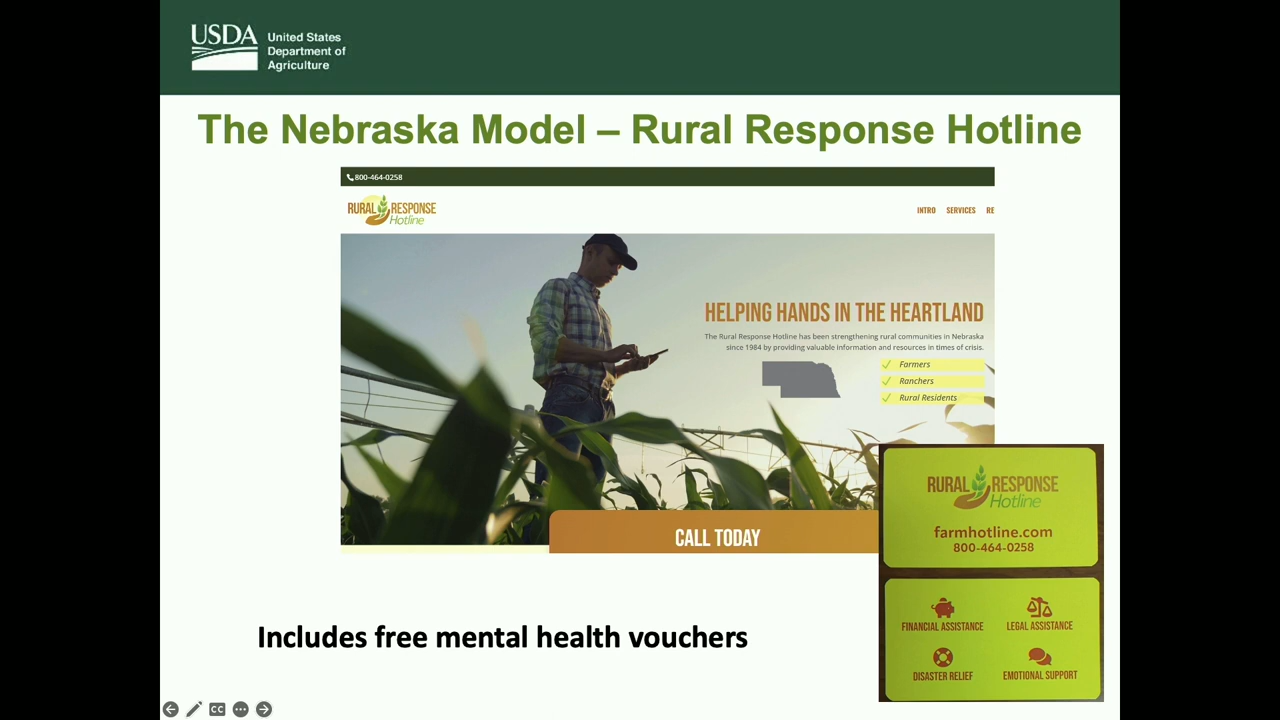 USDA
United States
Department of
Agriculture
The Nebraska Model – Rural Response Hotline
800-464-0258
RURAL RESPONSE
Hotline
INTRO SERVICES RE
HELPING HANDS IN THE HEARTLAND
The Rural Response Hotline has been strengthening rural communities in Nebraska
since 1984 by providing valuable information and resources in times of crisis.
Farmers
Ranchers
Rural Residents
CALL TODAY
RURAL RESPONSE
Hotline
farmhotline.com
800-464-0258
FINANCIAL ASSISTANCE
LEGAL ASSISTANCE
DISASTER RELIEF
EMOTIONAL SUPPORT
Includes free mental health vouchers
CC